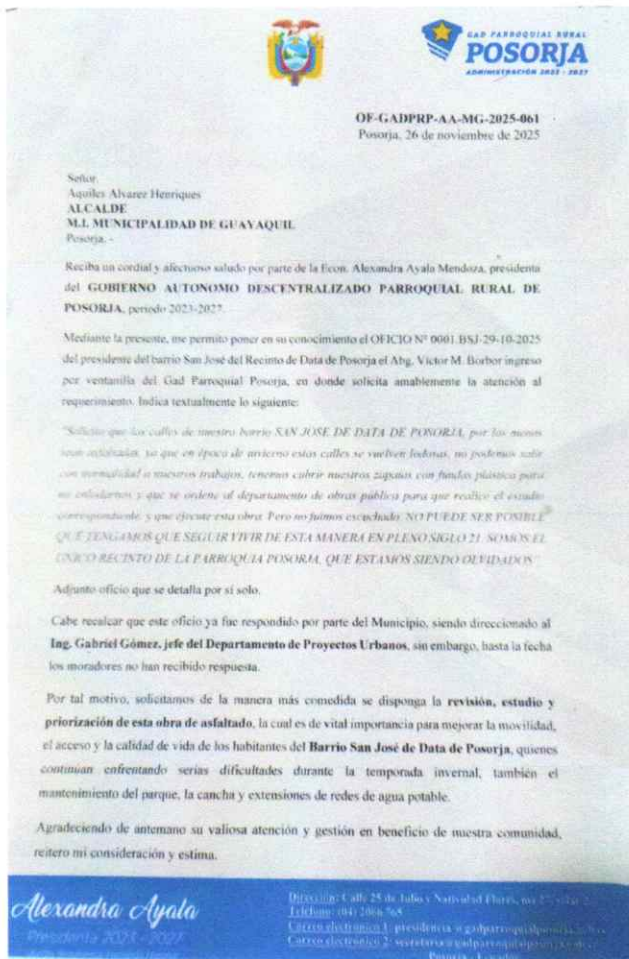 GAD PARROQUIAL RURAL
POSORJA
ADMINISTRACIÓN 2023 - 2027
OF-GADPRP-AA-MG-2025-061
Posorja, 26 de noviembre de 2025
Señor.
Aquiles Alvarez Henriques
ALCALDE
M.I. MUNICIPALIDAD DE GUAYAQUIL
Posorja. -
Reciba un cordial y afectuoso saludo por parte de la Econ. Alexandra Ayala Mendoza, presidenta
del GOBIERNO AUTONOMO DESCENTRALIZADO PARROQUIAL RURAL DE
POSORJA, periodo 2023-2027.
Mediante la presente, me permito poner en su conocimiento el OFICIO Nº 0001.BSJ-29-10-2025
del presidente del barrio San José del Recinto de Data de Posorja el Abg. Víctor M. Borbor ingreso
por ventanilla del Gad Parroquial Posorja, en donde solicita amablemente la atención al
requerimiento. Indica textualmente lo siguiente:
"Solicito que las calles de nuestro barrio SAN JOSE DE DATA DE POSORJA, por los menos
sean asfaltadas, ya que en época de invierno estas calles se vuelven lodosas, no podemos salir
con normalidad a nuestros trabajos, tenemos cubrir nuestros zapatos con fundas plástica para
no enlodarnos y que se ordene al departamento de obras pública para que realice el estudio
correspondiente y que ejecute esta obra. Pero no fuimos escuchado. NO PUEDE SER POSIBLE
QUE TENGAMOS QUE SEGUIR VIVIR DE ESTA MANERA EN PLENO SIGLO 21. SOMOS EL
UNICO RECINTO DE LA PARROQUIA POSORJA, QUE ESTAMOS SIENDO OLVIDADOS"
Adjunto oficio que se detalla por sí solo.
Cabe recalcar que este oficio ya fue respondido por parte del Municipio, siendo direccionado al
Ing. Gabriel Gómez, jefe del Departamento de Proyectos Urbanos, sin embargo, hasta la fecha
los moradores no han recibido respuesta.
Por tal motivo, solicitamos de la manera más comedida se disponga la revisión, estudio y
priorización de esta obra de asfaltado, la cual es de vital importancia para mejorar la movilidad,
el acceso y la calidad de vida de los habitantes del Barrio San José de Data de Posorja, quienes
continúan enfrentando serias dificultades durante la temporada invernal, también el
mantenimiento del parque, la cancha y extensiones de redes de agua potable.
Agradeciendo de antemano su valiosa atención y gestión en beneficio de nuestra comunidad,
reitero mi consideración y estima.
Alexandra Ayala
Presidenta 2023 - 2027
Dirección: Calle 25 de Julio y Natividad Flores, mz 27
Teléfono: (04) 2066 765
Correo electrónico 1:
Correo electrónico 2:
Posorja - Ecuador